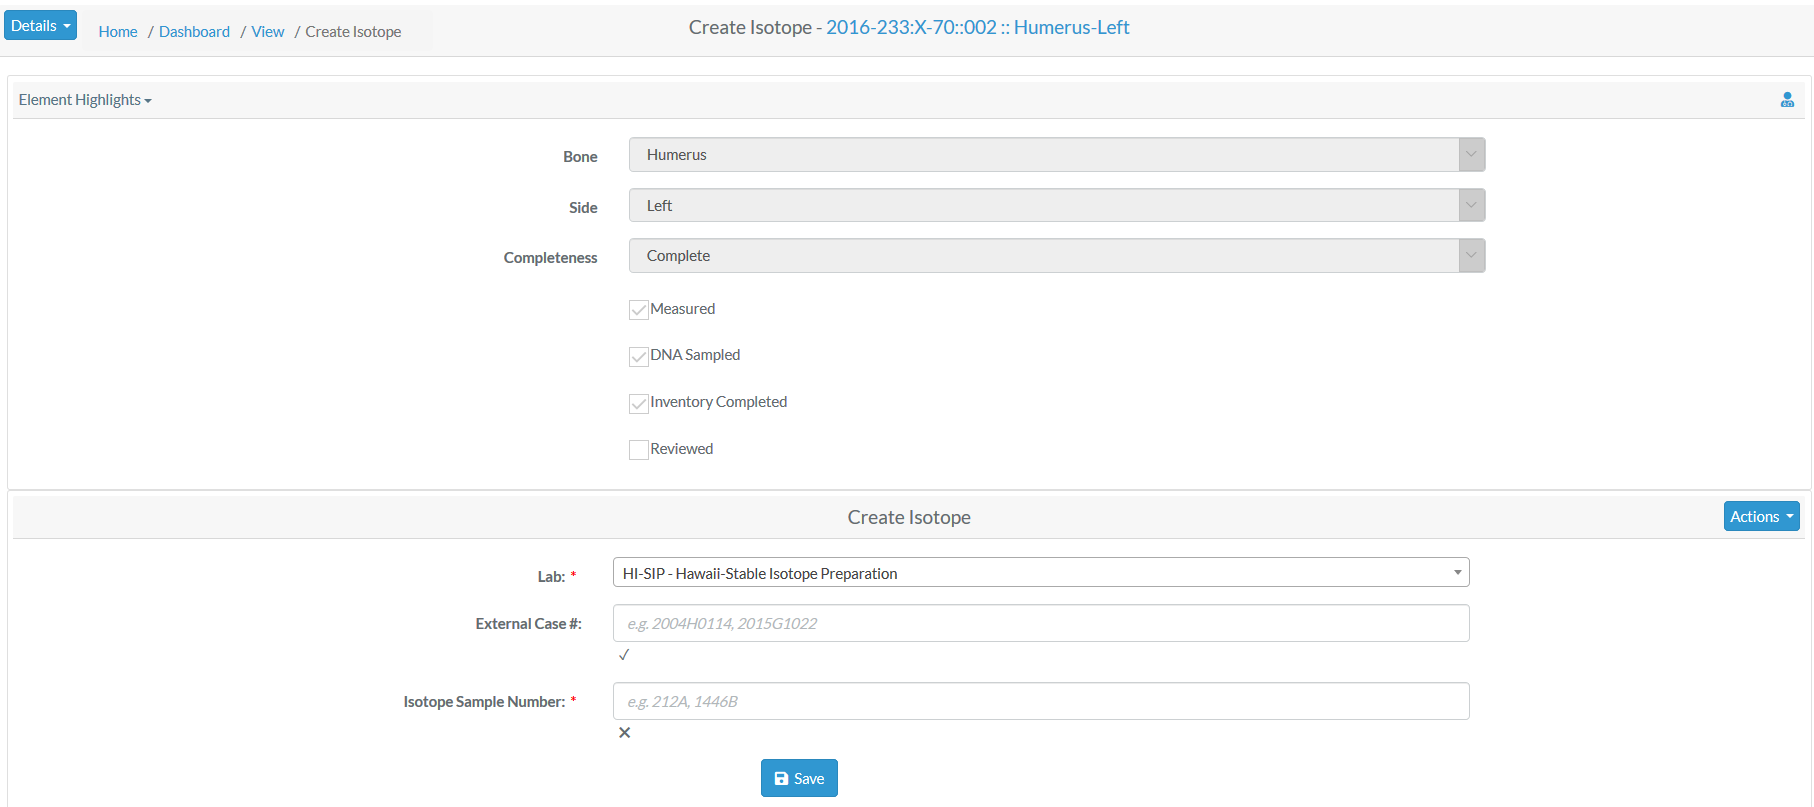 Details
Home / Dashboard / View / Create Isotope
Create Isotope - 2016-233:X-70::002 :: Humerus-Left
Element Highlights
Bone
Humerus
Side
Left
Completeness
Complete
Measured
DNA Sampled
Inventory Completed
Reviewed
Create Isotope
Actions
Lab: *
HI-SIP - Hawaii-Stable Isotope Preparation
External Case #:
e.g. 2004H0114, 2015G1022
Isotope Sample Number: *
e.g. 212A, 1446B
Save